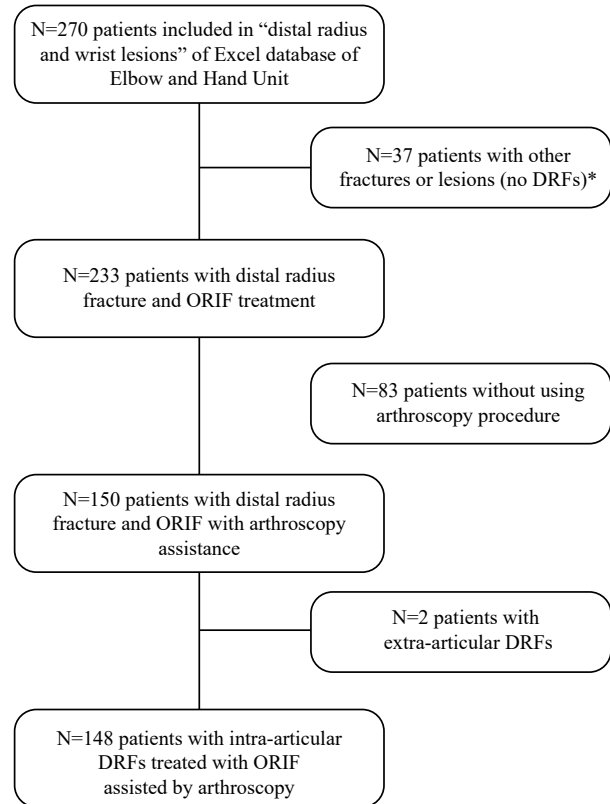 N=270 patients included in “distal radius
and wrist lesions” of Excel database of
Elbow and Hand Unit
N=37 patients with other
fractures or lesions (no DRFs)*
N=233 patients with distal radius
fracture and ORIF treatment
N=83 patients without using
arthroscopy procedure
N=150 patients with distal radius
fracture and ORIF with arthroscopy
assistance
N=2 patients with
extra-articular DRFs
N=148 patients with intra-articular
DRFs treated with ORIF
assisted by arthroscopy